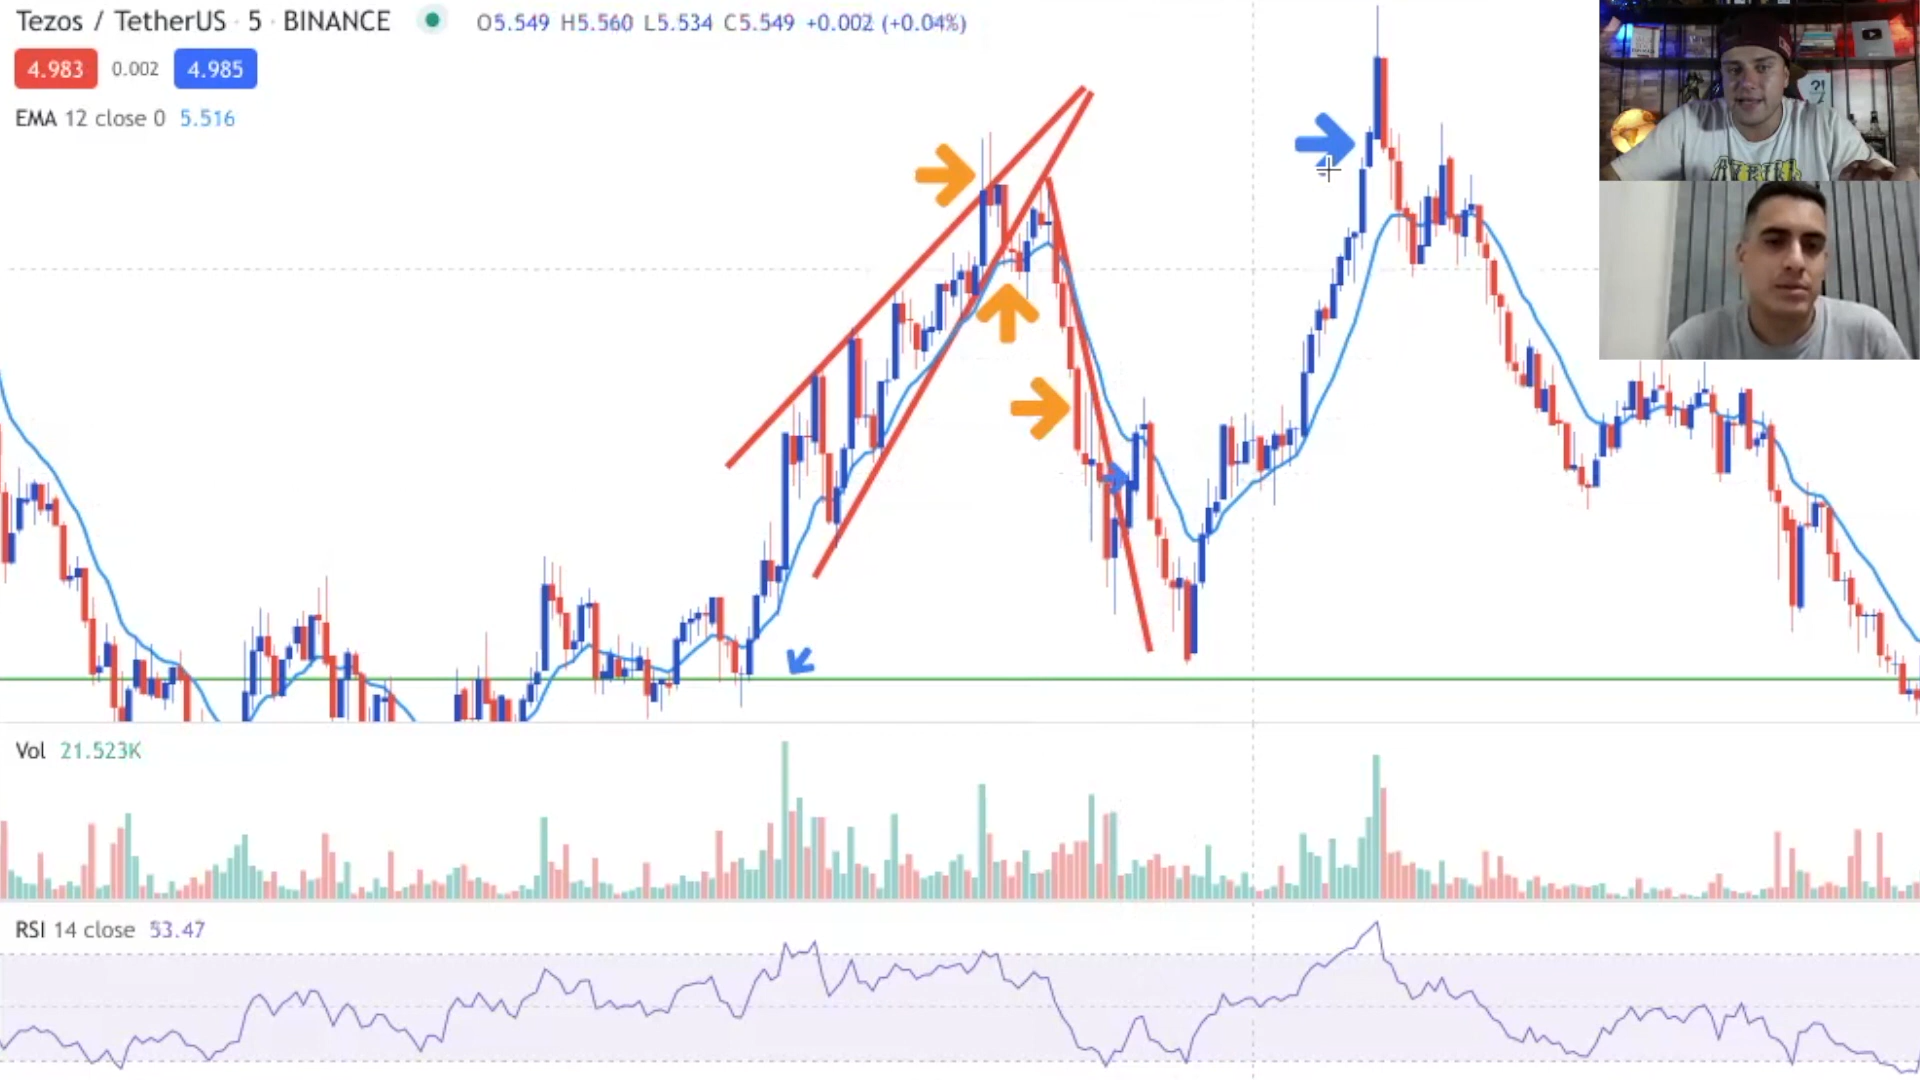 Tezos / TetherUS · 5 · BINANCE O5.549 H5.560 L5.534 C5.549 +0.002 (+0.04%)
4.983 0.002 4.985
EMA 12 close 0 5.516
Vol 21.523K
RSI 14 close 53.47